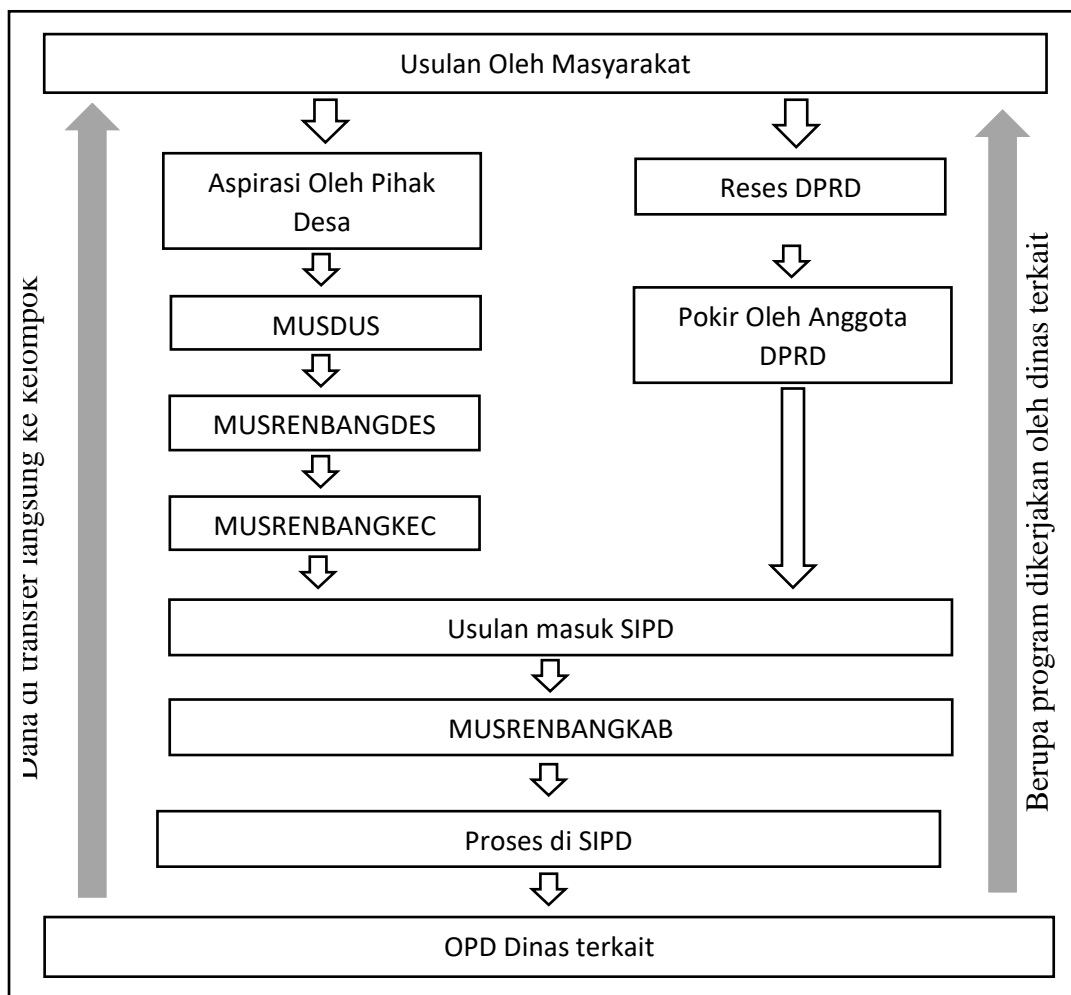 Usulan Oleh Masyarakat
Aspirasi Oleh Pihak
Desa
MUSDUS
MUSRENBANGDES
MUSRENBANGKEC
Reses DPRD
Pokir Oleh Anggota
DPRD
Usulan masuk SIPD
MUSRENBANGKAB
Proses di SIPD
OPD Dinas terkait
Dana di transfer langsung ke kelompok
Berupa program dikerjakan oleh dinas terkait